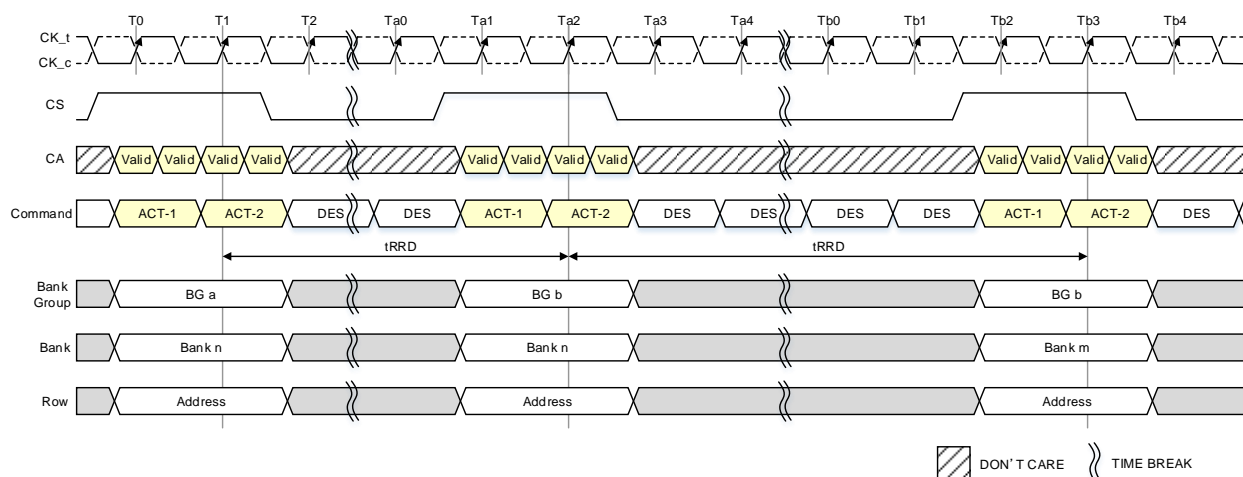 T0 T1 T2 Ta0 Ta1 Ta2 Ta3 Ta4 Tb0 Tb1 Tb2 Tb3 Tb4
CK_t
CK_c
CS
CA Valid Valid Valid Valid Valid Valid Valid Valid Valid Valid Valid Valid
Command ACT-1 ACT-2 DES DES ACT-1 ACT-2 DES DES DES DES ACT-1 ACT-2 DES
tRRD tRRD
Bank
Group BG a BG b BG b
Bank Bank n Bank n Bank m
Row Address Address Address
DON'T CARE TIME BREAK